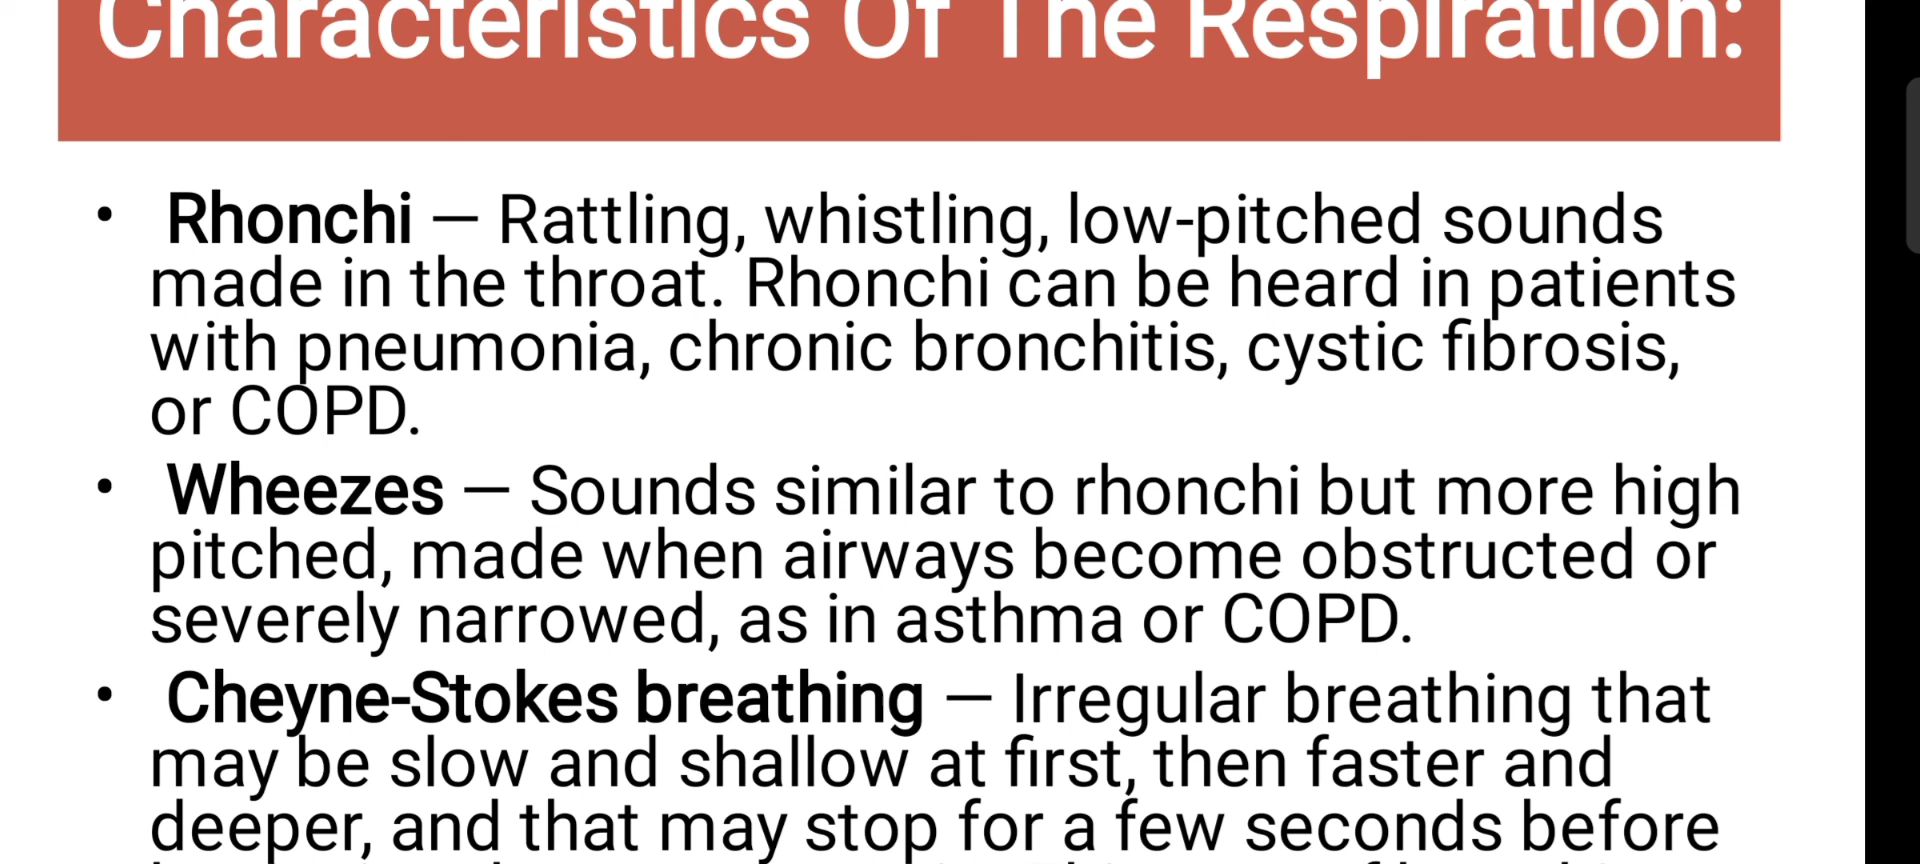 Characteristics Of The Respiration:
• Rhonchi — Rattling, whistling, low-pitched sounds
made in the throat. Rhonchi can be heard in patients
with pneumonia, chronic bronchitis, cystic fibrosis,
or COPD.
• Wheezes — Sounds similar to rhonchi but more high
pitched, made when airways become obstructed or
severely narrowed, as in asthma or COPD.
• Cheyne-Stokes breathing — Irregular breathing that
may be slow and shallow at first, then faster and
deeper, and that may stop for a few seconds before